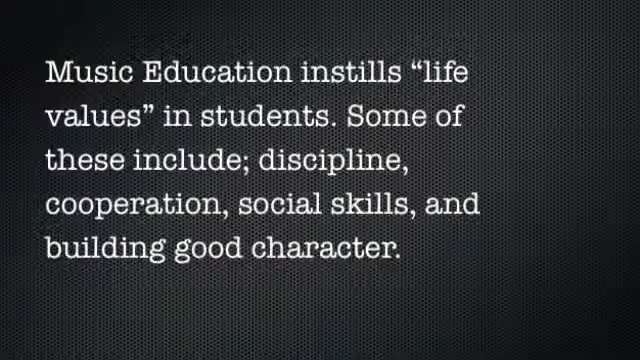 Music Education instills “life
values” in students. Some of
these include; discipline,
cooperation, social skills, and
building good character.